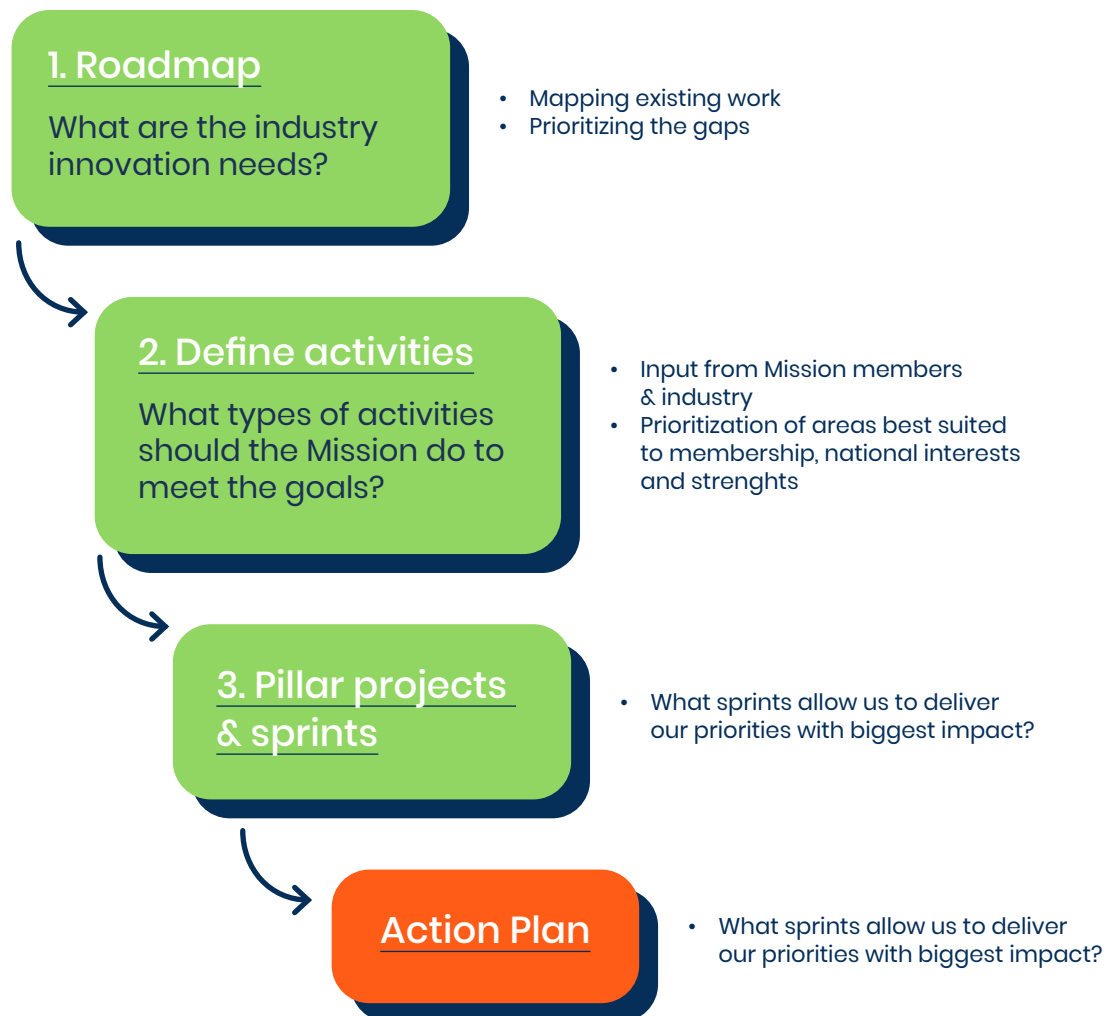 1. Roadmap
What are the industry
innovation needs?
• Mapping existing work
• Prioritizing the gaps
2. Define activities
What types of activities
should the Mission do to
meet the goals?
• Input from Mission members
& industry
• Prioritization of areas best suited
to membership, national interests
and strenghts
3. Pillar projects
& sprints
• What sprints allow us to deliver
our priorities with biggest impact?
Action Plan
• What sprints allow us to deliver
our priorities with biggest impact?